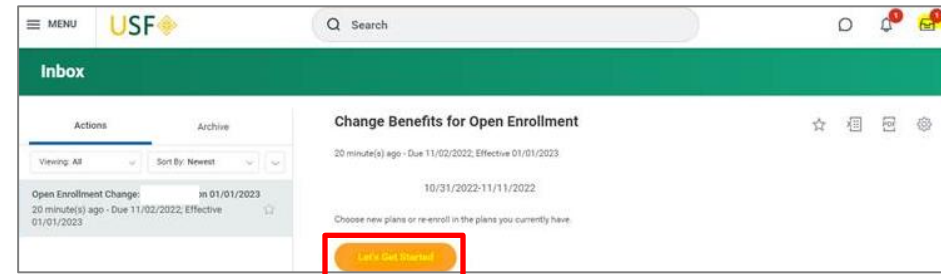 MENU
USF
Search
1
1
Inbox
Actions
Archive
Viewing: All
Sort By: Newest
Open Enrollment Change: on 01/01/2023
20 minute(s) ago - Due 11/02/2022; Effective
01/01/2023
Change Benefits for Open Enrollment
20 minute(s) ago - Due 11/02/2022; Effective 01/01/2023
10/31/2022-11/11/2022
Choose new plans or re-enroll in the plans you currently have.
Let's Get Started
PDF